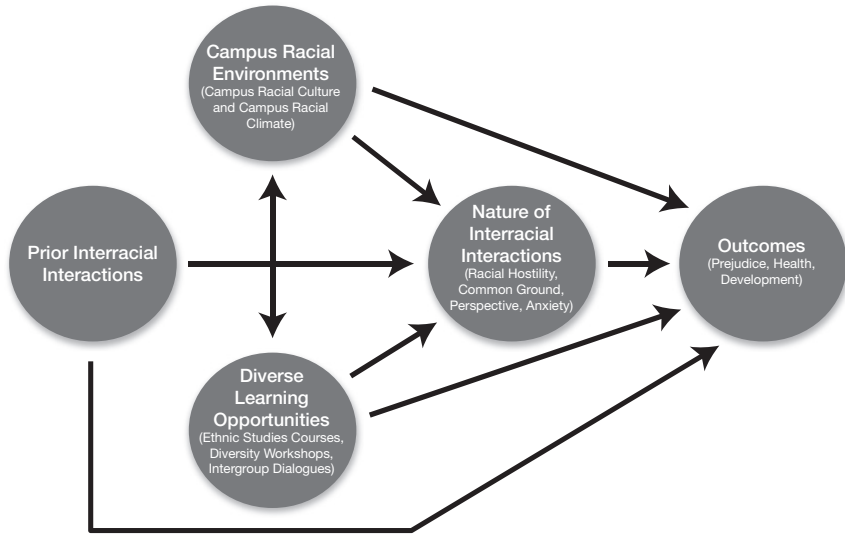 Campus Racial
Environments
(Campus Racial Culture
and Campus Racial
Climate)
Prior Interracial
Interactions
Nature of
Interracial
Interactions
(Racial Hostility,
Common Ground,
Perspective, Anxiety)
Outcomes
(Prejudice, Health,
Development)
Diverse
Learning
Opportunities
(Ethnic Studies Courses,
Diversity Workshops,
Intergroup Dialogues)